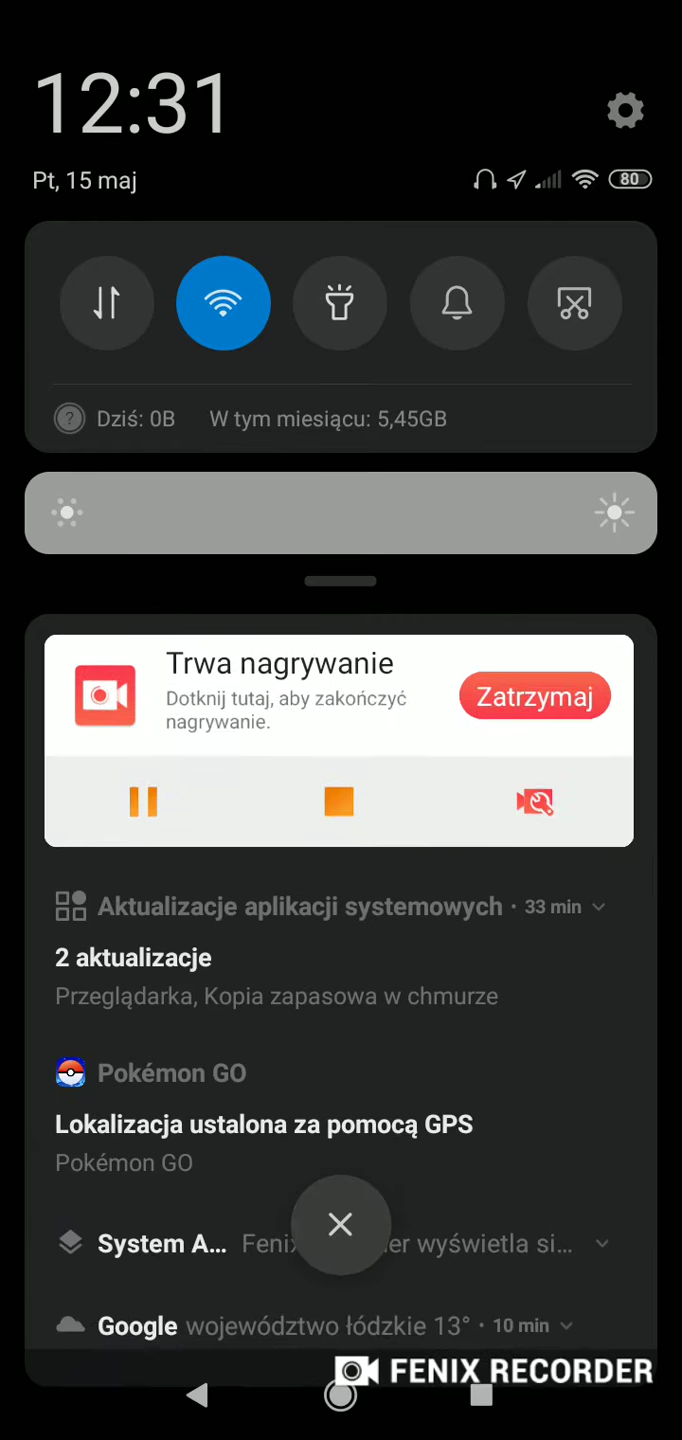 12:31
Pt, 15 maj
80
Dziś: 0B W tym miesiącu: 5,45GB
Trwa nagrywanie
Dotknij tutaj, aby zakończyć
nagrywanie.
Zatrzymaj
Aktualizacje aplikacji systemowych · 33 min
2 aktualizacje
Przeglądarka, Kopia zapasowa w chmurze
Pokémon GO
Lokalizacja ustalona za pomocą GPS
Pokémon GO
System A... Feni er wyświetla si...
Google województwo łódzkie 13° · 10 min
FENIX RECORDER